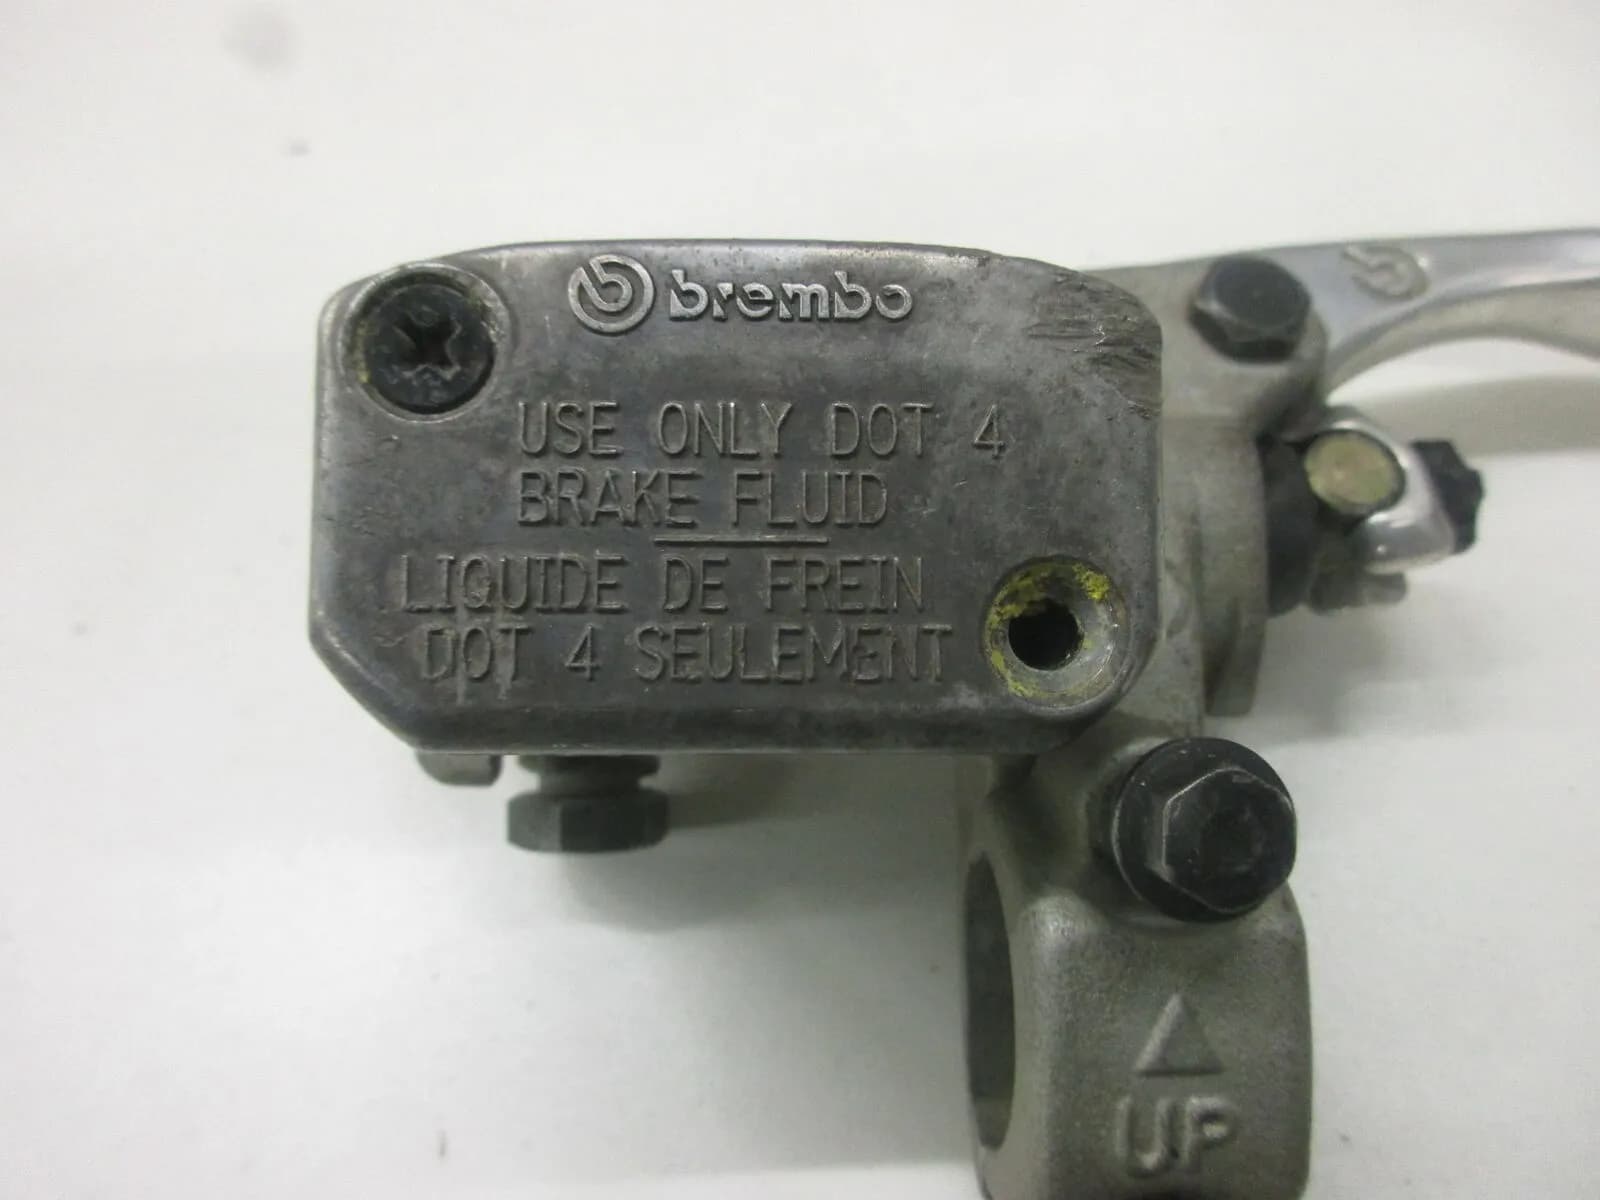 brembo
USE ONLY DOT 4
BRAKE FLUID
LIQUIDE DE FREIN
DOT 4 SEULEMENT
UP